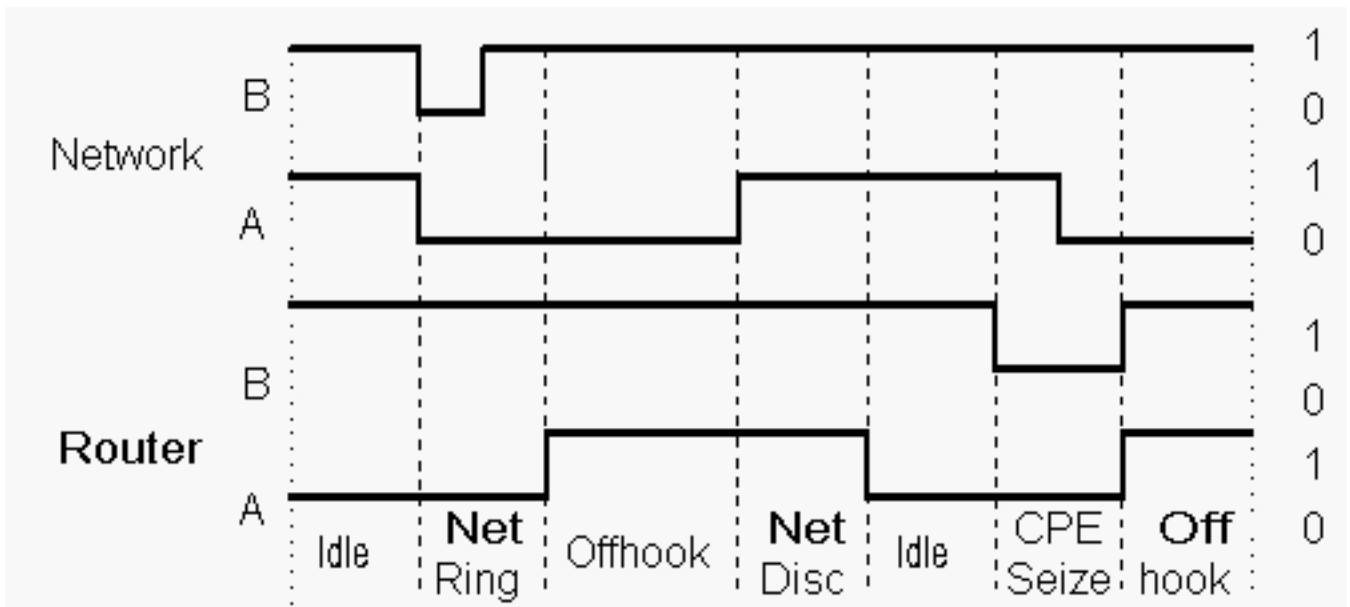 B
1
0
Network
A
1
0
B
1
0
Router
A
1
0
Idle
Net
Ring
Offhook
Net
Disc
Idle
CPE
Seize
Off
hook